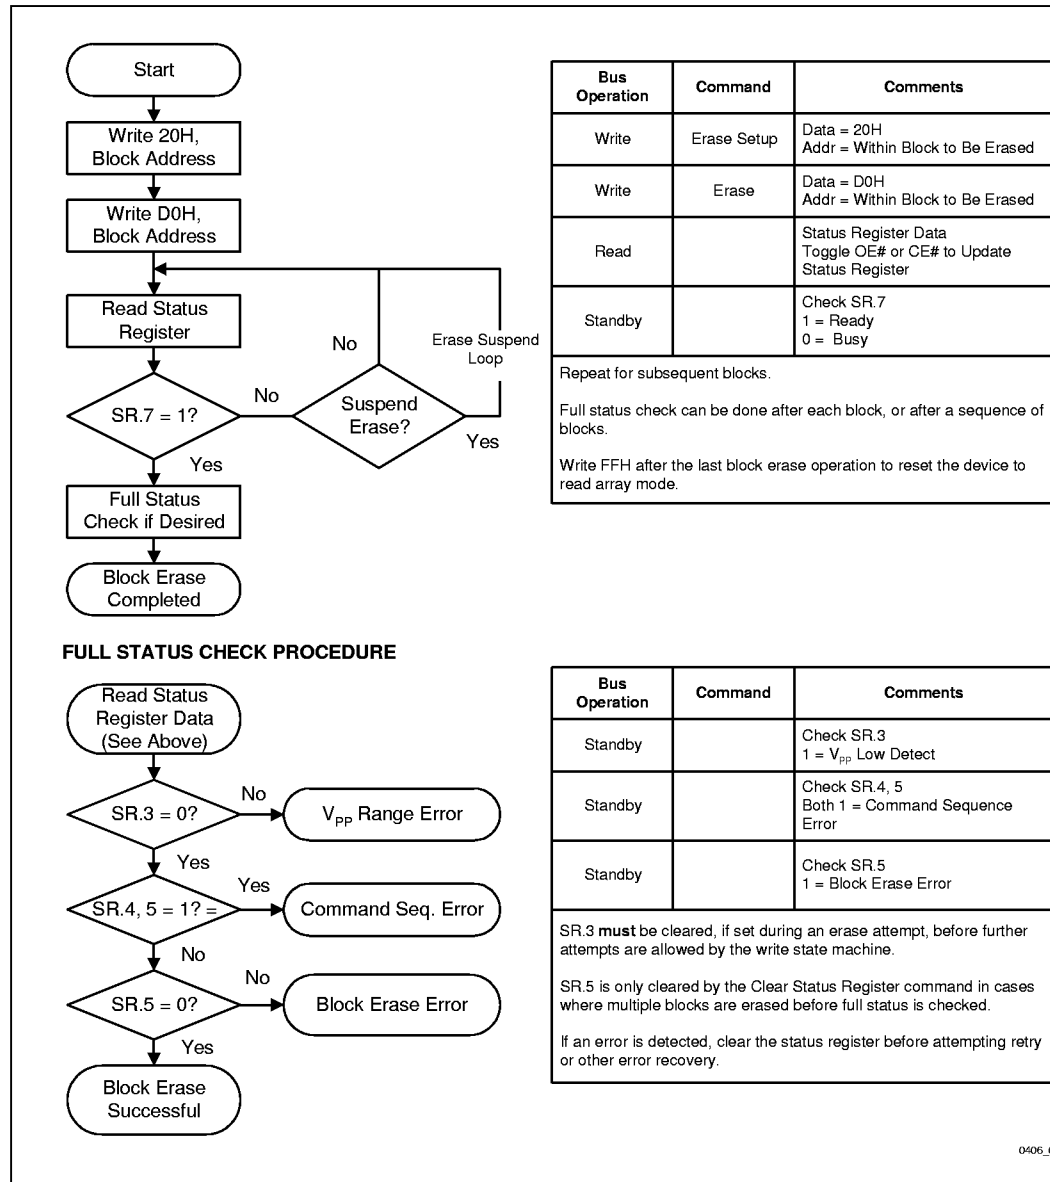 Start
Write 20H,
Block Address
Write D0H,
Block Address
Read Status
Register
SR.7 = 1?
No
Suspend
Erase?
No
Yes
Erase Suspend
Loop
Yes
Full Status
Check if Desired
Block Erase
Completed
Bus
Operation
Command
Comments
Write
Erase Setup
Data = 20H
Addr = Within Block to Be Erased
Write
Erase
Data = D0H
Addr = Within Block to Be Erased
Read
Status Register Data
Toggle OE# or CE# to Update
Status Register
Standby
Check SR.7
1 = Ready
0 = Busy
Repeat for subsequent blocks.
Full status check can be done after each block, or after a sequence of
blocks.
Write FFH after the last block erase operation to reset the device to
read array mode.
FULL STATUS CHECK PROCEDURE
Read Status
Register Data
(See Above)
SR.3 = 0?
No
VPP Range Error
Yes
SR.4, 5 = 1? =
Yes
Command Seq. Error
No
SR.5 = 0?
No
Block Erase Error
Yes
Block Erase
Successful
Bus
Operation
Command
Comments
Standby
Check SR.3
1 = VPP Low Detect
Standby
Check SR.4, 5
Both 1 = Command Sequence
Error
Standby
Check SR.5
1 = Block Erase Error
SR.3 must be cleared, if set during an erase attempt, before further
attempts are allowed by the write state machine.
SR.5 is only cleared by the Clear Status Register command in cases
where multiple blocks are erased before full status is checked.
If an error is detected, clear the status register before attempting retry
or other error recovery.